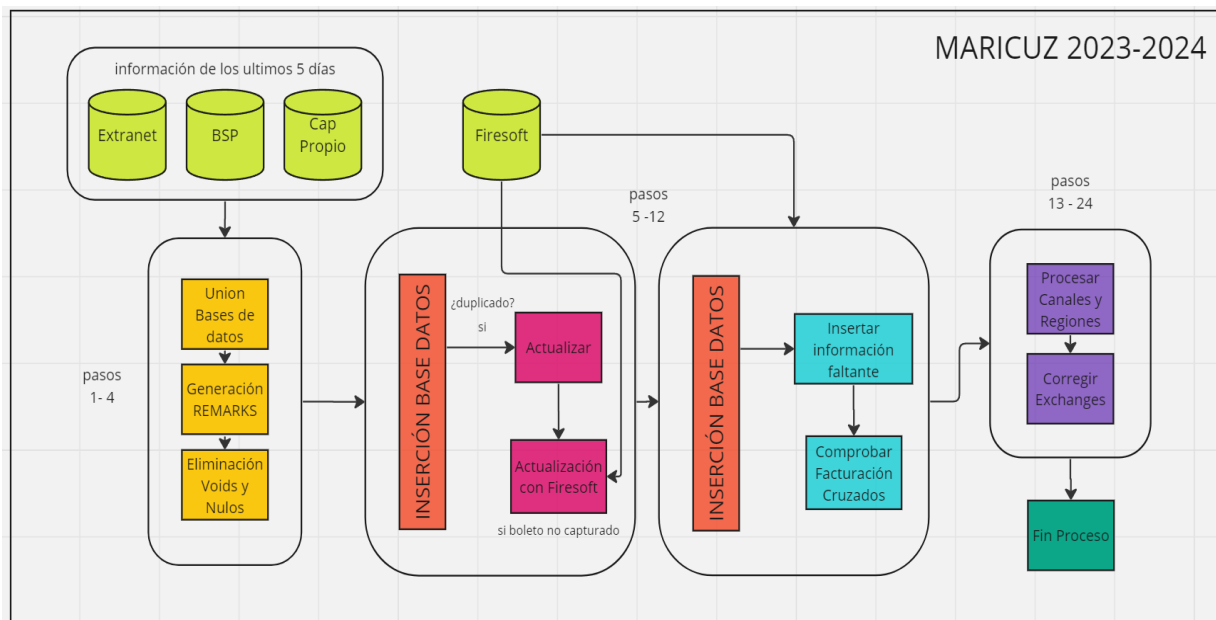 MARICUZ 2023-2024
información de los ultimos 5 días
Extranet
BSP
Cap
Propio
Firesoft
pasos
1- 4
Union
Bases de
datos
Generación
REMARKS
Eliminación
Voids y
Nulos
INSERCIÓN BASE DATOS
¿duplicado?
si
Actualizar
Actualización
con Firesoft
si boleto no capturado
pasos
5 -12
INSERCIÓN BASE DATOS
Insertar
información
faltante
Comprobar
Facturación
Cruzados
pasos
13 - 24
Procesar
Canales y
Regiones
Corregir
Exchanges
Fin Proceso